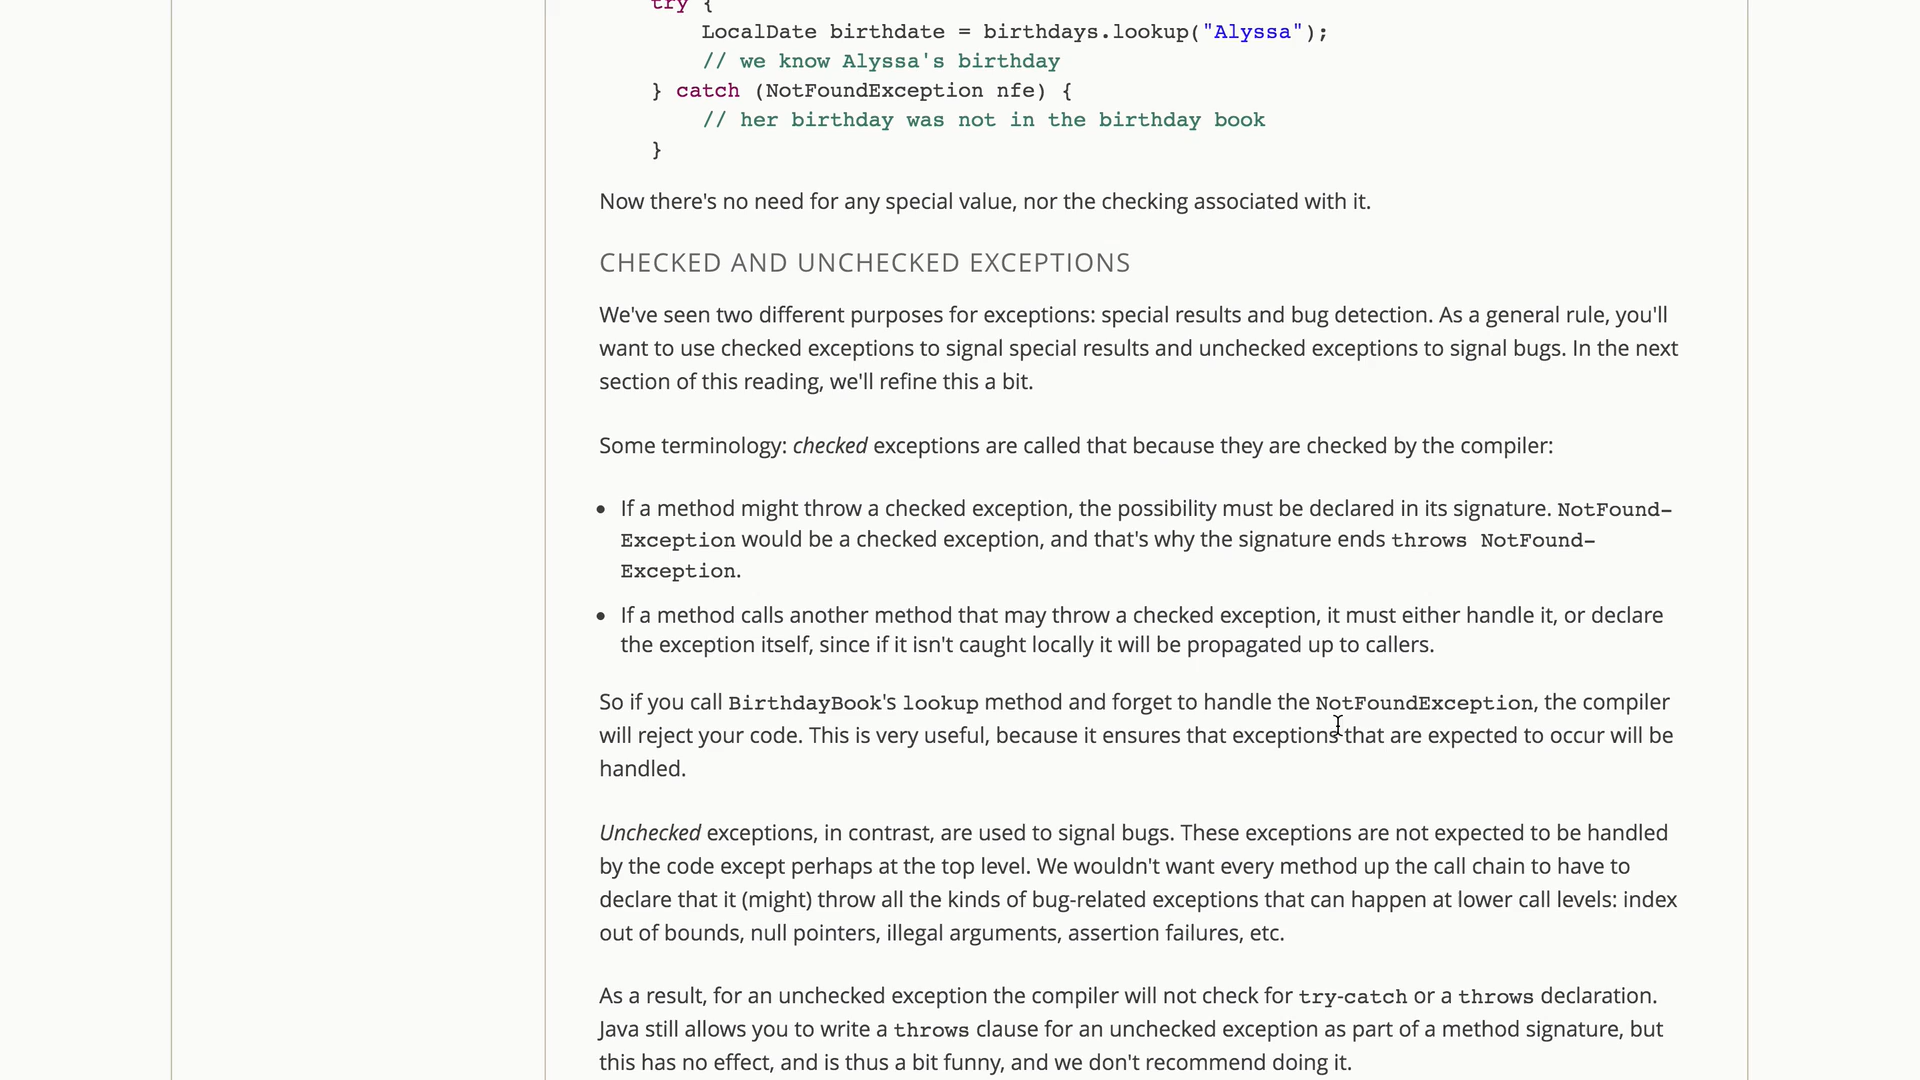 try {
LocalDate birthdate = birthdays.lookup("Alyssa");
// we know Alyssa's birthday
} catch (NotFoundException nfe) {
// her birthday was not in the birthday book
}
Now there's no need for any special value, nor the checking associated with it.
CHECKED AND UNCHECKED EXCEPTIONS
We've seen two different purposes for exceptions: special results and bug detection. As a general rule, you'll
want to use checked exceptions to signal special results and unchecked exceptions to signal bugs. In the next
section of this reading, we'll refine this a bit.
Some terminology: checked exceptions are called that because they are checked by the compiler:
• If a method might throw a checked exception, the possibility must be declared in its signature. NotFound-
Exception would be a checked exception, and that's why the signature ends throws NotFound-
Exception.
• If a method calls another method that may throw a checked exception, it must either handle it, or declare
the exception itself, since if it isn't caught locally it will be propagated up to callers.
So if you call BirthdayBook's lookup method and forget to handle the NotFoundException, the compiler
will reject your code. This is very useful, because it ensures that exceptions that are expected to occur will be
handled.
Unchecked exceptions, in contrast, are used to signal bugs. These exceptions are not expected to be handled
by the code except perhaps at the top level. We wouldn't want every method up the call chain to have to
declare that it (might) throw all the kinds of bug-related exceptions that can happen at lower call levels: index
out of bounds, null pointers, illegal arguments, assertion failures, etc.
As a result, for an unchecked exception the compiler will not check for try-catch or a throws declaration.
Java still allows you to write a throws clause for an unchecked exception as part of a method signature, but
this has no effect, and is thus a bit funny, and we don't recommend doing it.